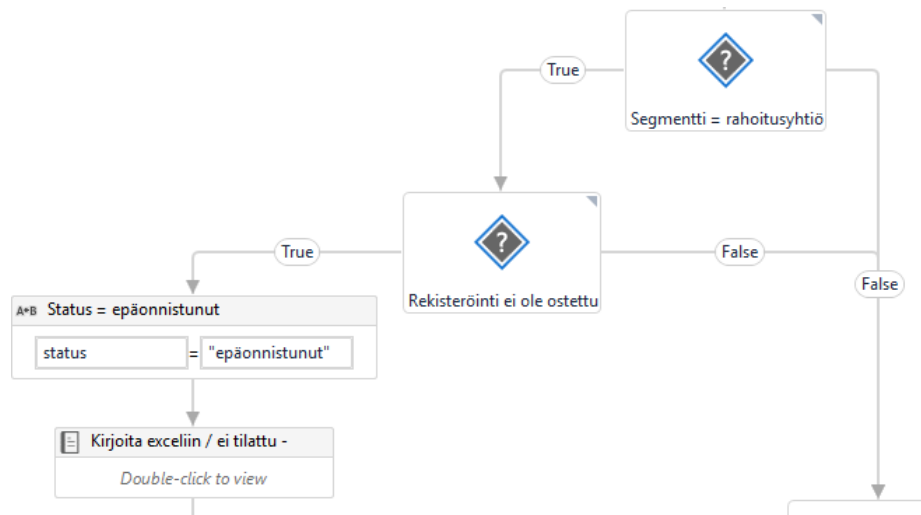 ?
True
Segmentti = rahoitusyhtiö
?
True
False
Rekisteröinti ei ole ostettu
False
A+B Status = epäonnistunut
status = "epäonnistunut"
Kirjoita exceliin / ei tilattu -
Double-click to view